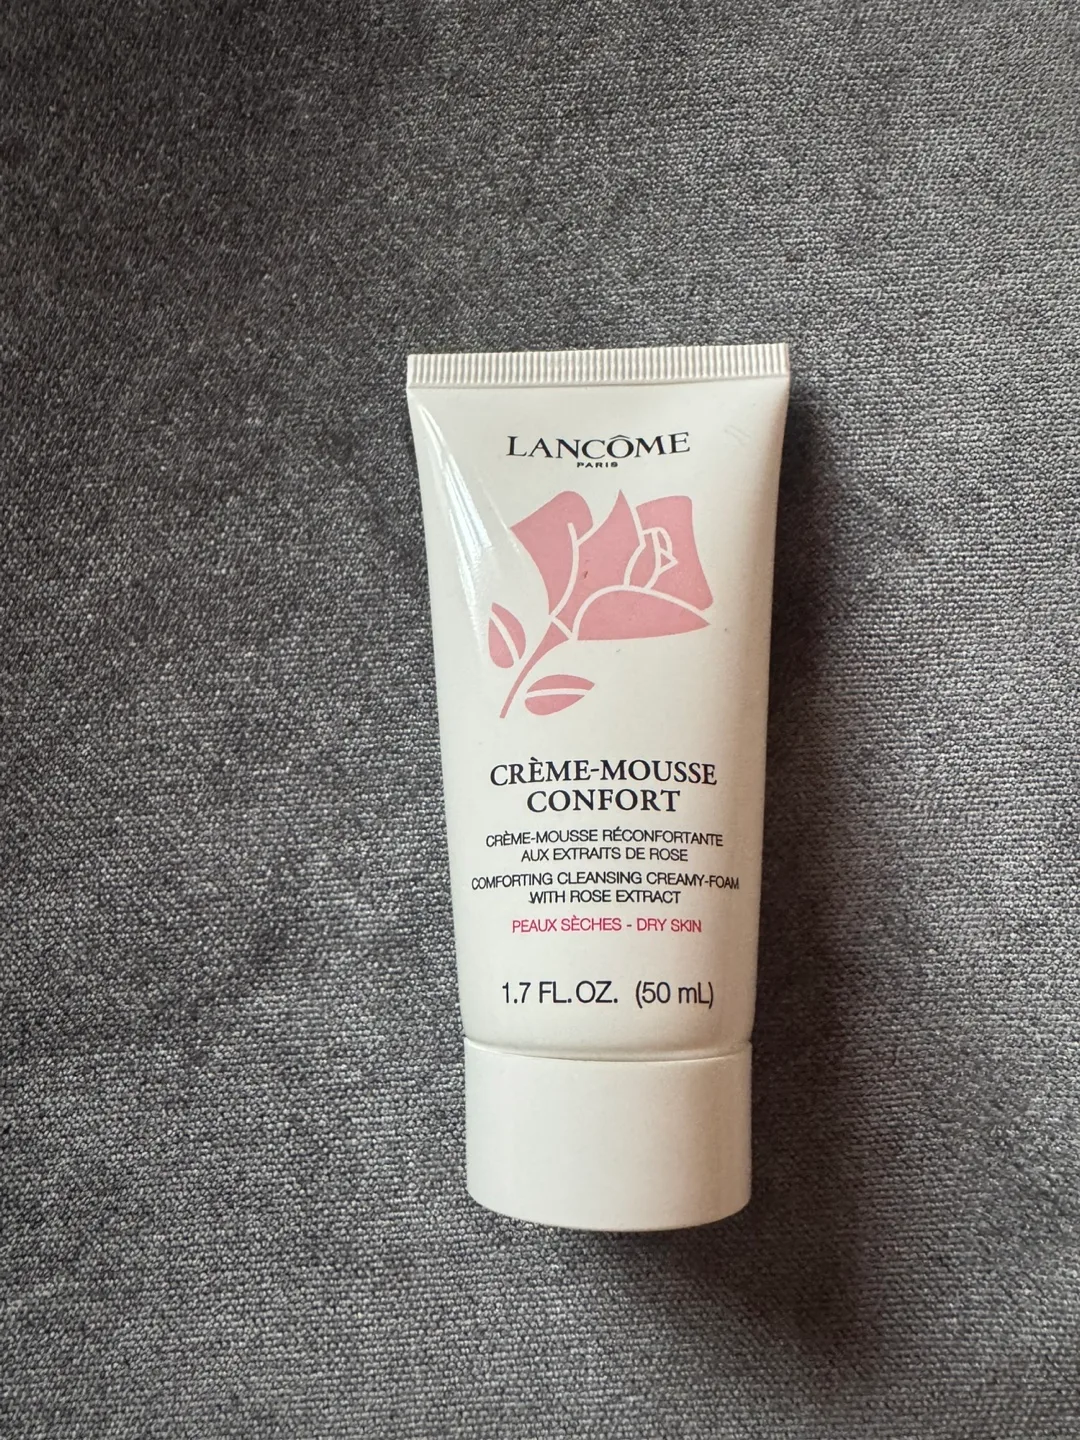 LANCÔME
PARIS
CRÈME-MOUSSE
CONFORT
CRÈME-MOUSSE RÉCONFORTANTE
AUX EXTRAITS DE ROSE
COMFORTING CLEANSING CREAMY-FOAM
WITH ROSE EXTRACT
PEAUX SÈCHES - DRY SKIN
1.7 FL.OZ. (50 mL)